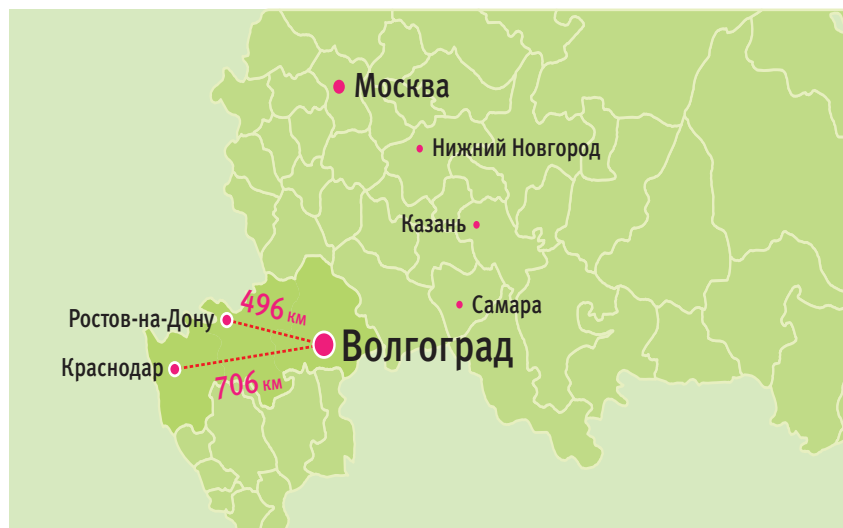 Москва
Нижний Новгород
Казань
Самара
496 км
Ростов-на-Дону
Волгоград
Краснодар
706 км